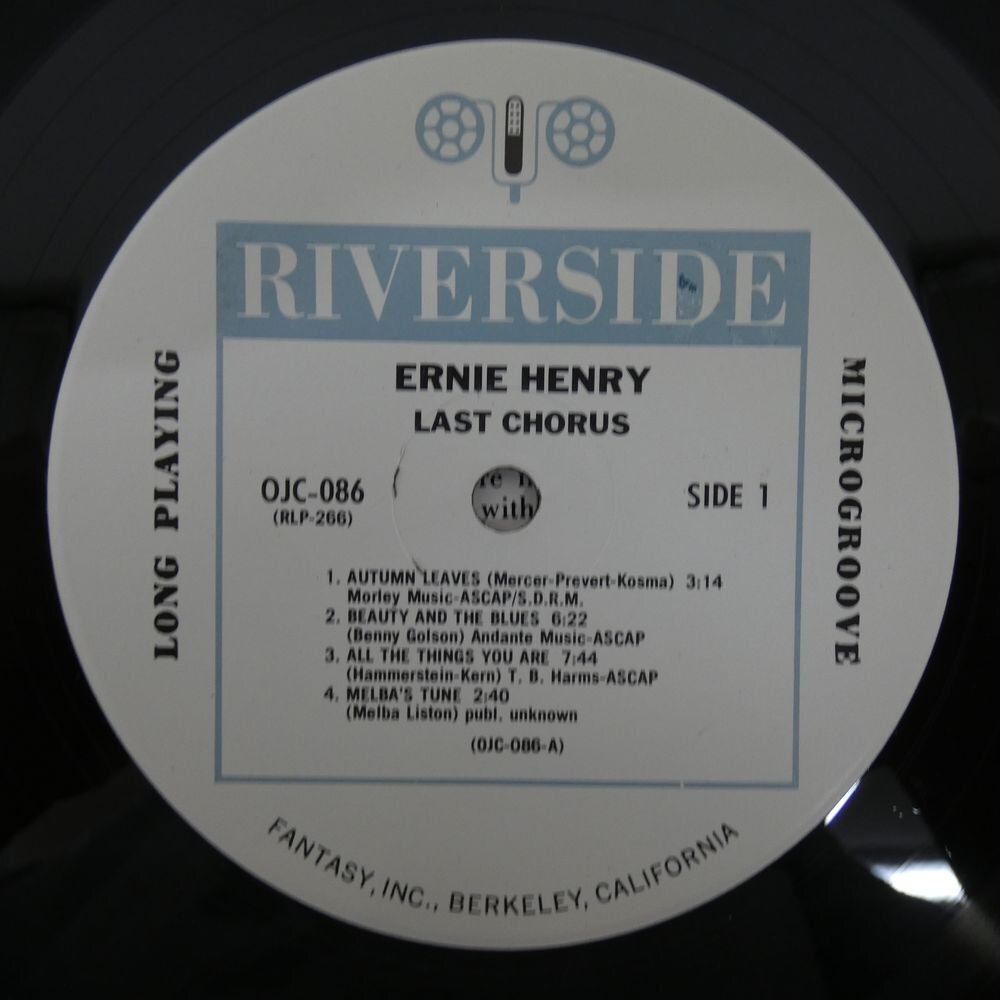 RIVERSIDE
ERNIE HENRY
LAST CHORUS
LONG PLAYING
MICROGROOVE
OJC-086
(RLP-266)
with
SIDE 1
1. AUTUMN LEAVES (Mercer-Prevert-Kosma) 3:14
Morley Music-ASCAP/S.D.R.M.
2. BEAUTY AND THE BLUES 6:22
(Benny Golson) Andante Music-ASCAP
3. ALL THE THINGS YOU ARE 7:44
(Hammerstein-Kern) T. B. Harms-ASCAP
4. MELBA'S TUNE 2:40
(Melba Liston) publ. unknown
(OJC-086-A)
FANTASY, INC., BERKELEY, CALIFORNIA